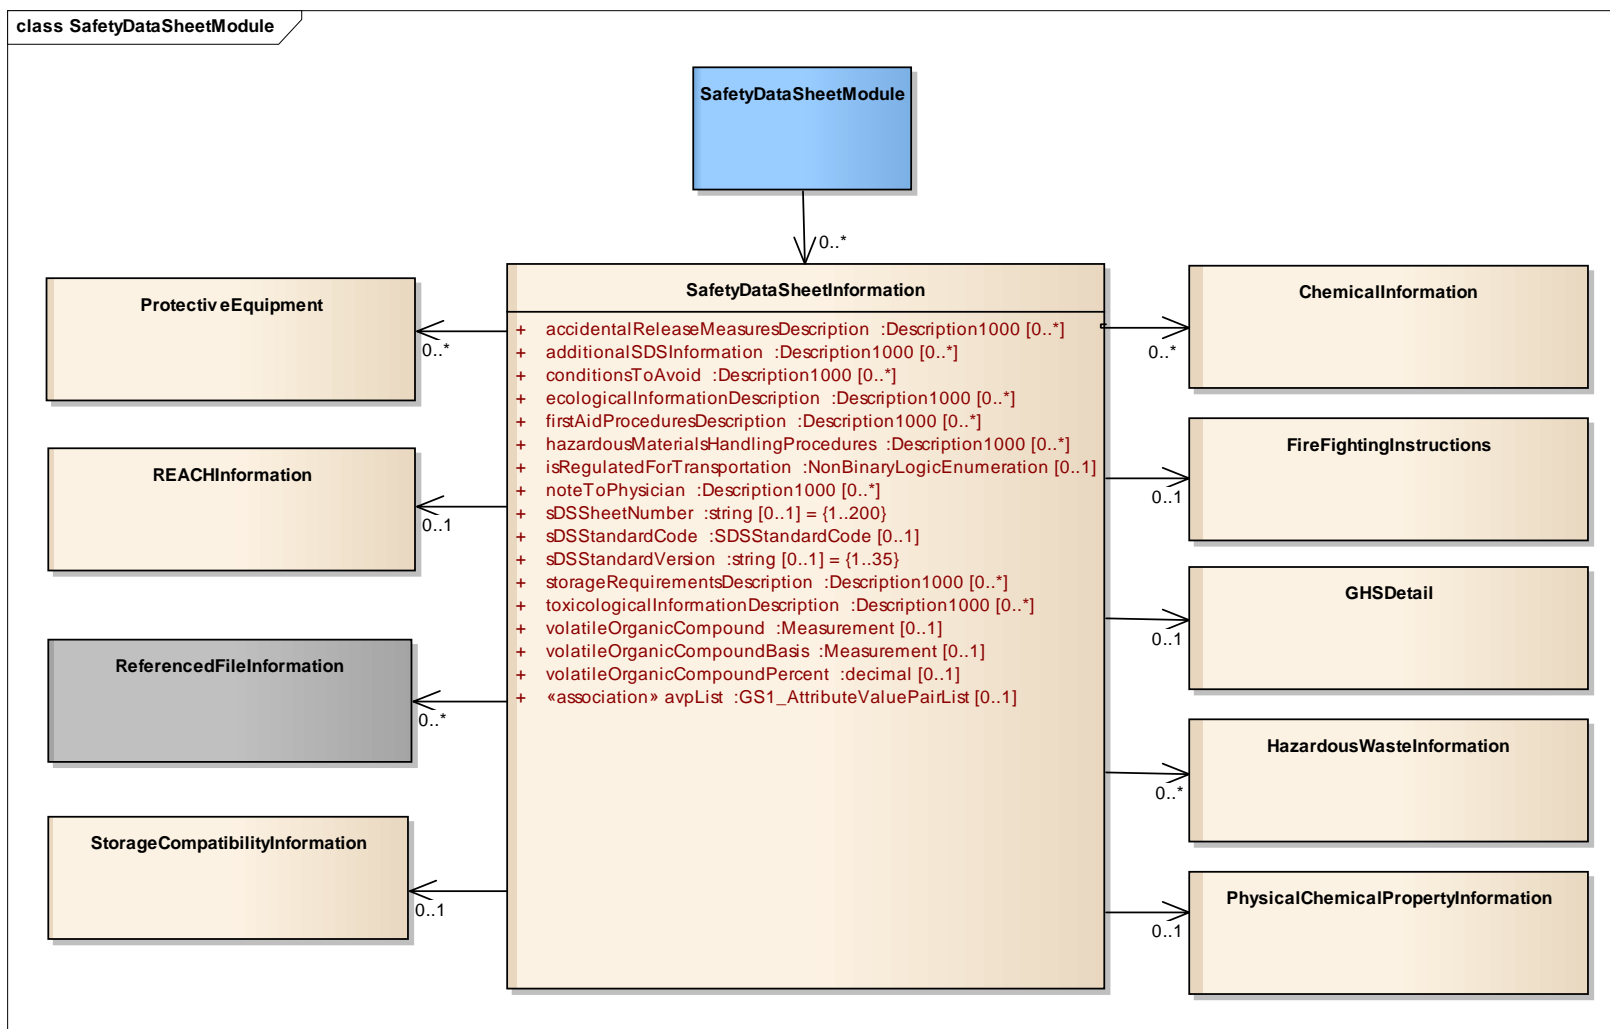 class SafetyDataSheetModule
SafetyDataSheetModule
0..*
SafetyDataSheetInformation
+ accidentalReleaseMeasuresDescription :Description1000 [0..*]
+ additionalSDSInformation :Description1000 [0..*]
+ conditionsToAvoid :Description1000 [0..*]
+ ecologicalInformationDescription :Description1000 [0..*]
+ firstAidProceduresDescription :Description1000 [0..*]
+ hazardousMaterialsHandlingProcedures :Description1000 [0..*]
+ isRegulatedForTransportation :NonBinaryLogicEnumeration [0..1]
+ noteToPhysician :Description1000 [0..*]
+ sDSSheetNumber :string [0..1] = {1..200}
+ sDSStandardCode :SDSStandardCode [0..1]
+ sDSStandardVersion :string [0..1] = {1..35}
+ storageRequirementsDescription :Description1000 [0..*]
+ toxicologicalInformationDescription :Description1000 [0..*]
+ volatileOrganicCompound :Measurement [0..1]
+ volatileOrganicCompoundBasis :Measurement [0..1]
+ volatileOrganicCompoundPercent :decimal [0..1]
+ «association» avpList :GS1_AttributeValuePairList [0..1]
ProtectiveEquipment
0..*
REACHInformation
0..1
ReferencedFileInformation
0..*
StorageCompatibilityInformation
0..1
ChemicalInformation
0..*
FireFightingInstructions
0..1
GHSDetail
0..1
HazardousWasteInformation
0..*
PhysicalChemicalPropertyInformation
0..1